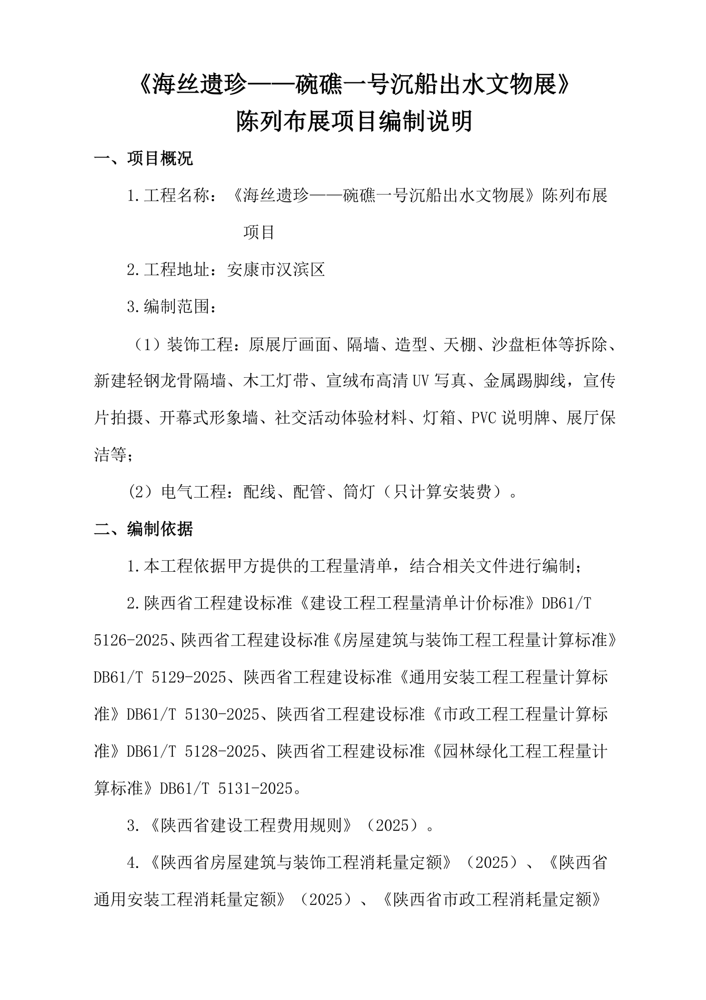 《海丝遗珍——碗礁一号沉船出水文物展》
陈列布展项目编制说明
一、项目概况
1.工程名称：《海丝遗珍——碗礁一号沉船出水文物展》陈列布展
项目
2.工程地址：安康市汉滨区
3.编制范围：
（1）装饰工程：原展厅画面、隔墙、造型、天棚、沙盘柜体等拆除、
新建轻钢龙骨隔墙、木工灯带、宣绒布高清 UV 写真、金属踢脚线，宣传
片拍摄、开幕式形象墙、社交活动体验材料、灯箱、PVC 说明牌、展厅保
洁等；
(2）电气工程：配线、配管、筒灯（只计算安装费）。
二、编制依据
1.本工程依据甲方提供的工程量清单，结合相关文件进行编制；
2.陕西省工程建设标准《建设工程工程量清单计价标准》DB61/T
5126-2025、陕西省工程建设标准《房屋建筑与装饰工程工程量计算标准》
DB61/T 5129-2025、陕西省工程建设标准《通用安装工程工程量计算标
准》DB61/T 5130-2025、陕西省工程建设标准《市政工程工程量计算标
准》DB61/T 5128-2025、陕西省工程建设标准《园林绿化工程工程量计
算标准》DB61/T 5131-2025。
3.《陕西省建设工程费用规则》（2025）。
4.《陕西省房屋建筑与装饰工程消耗量定额》（2025）、《陕西省
通用安装工程消耗量定额》（2025）、《陕西省市政工程消耗量定额》